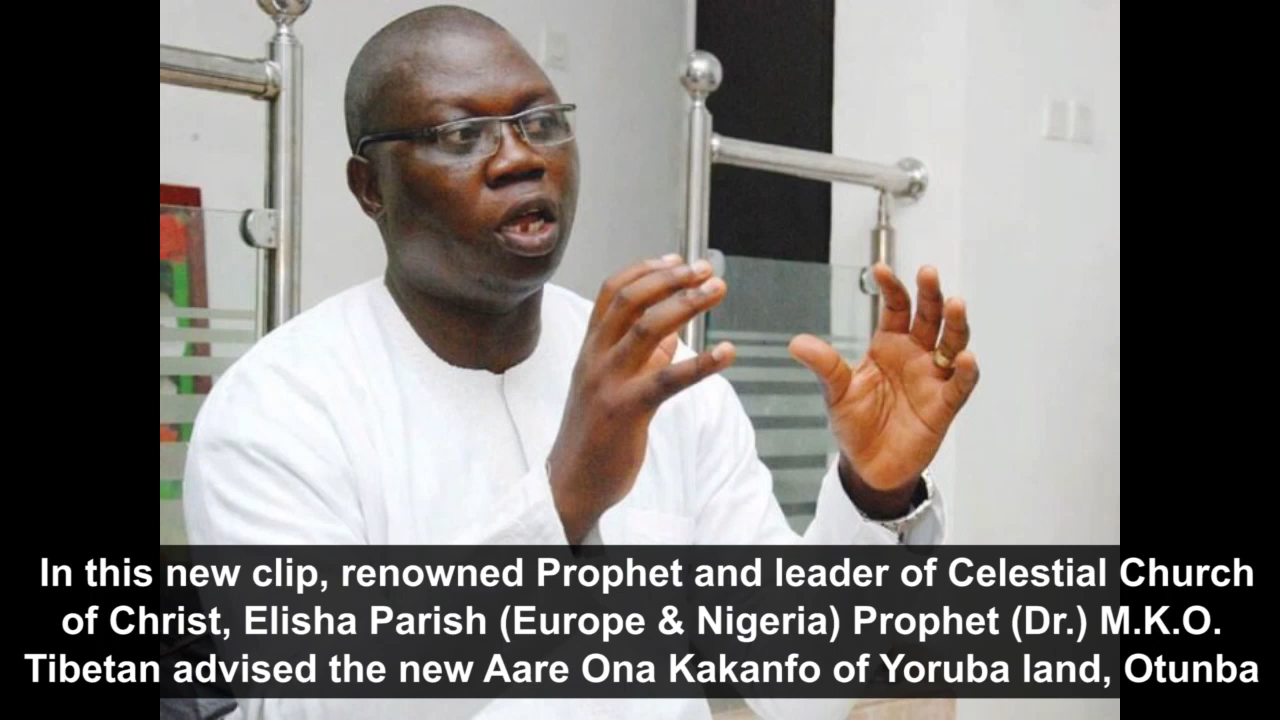 In this new clip, renowned Prophet and leader of Celestial Church
of Christ, Elisha Parish (Europe & Nigeria) Prophet (Dr.) M.K.O.
Tibetan advised the new Aare Ona Kakanfo of Yoruba land, Otunba